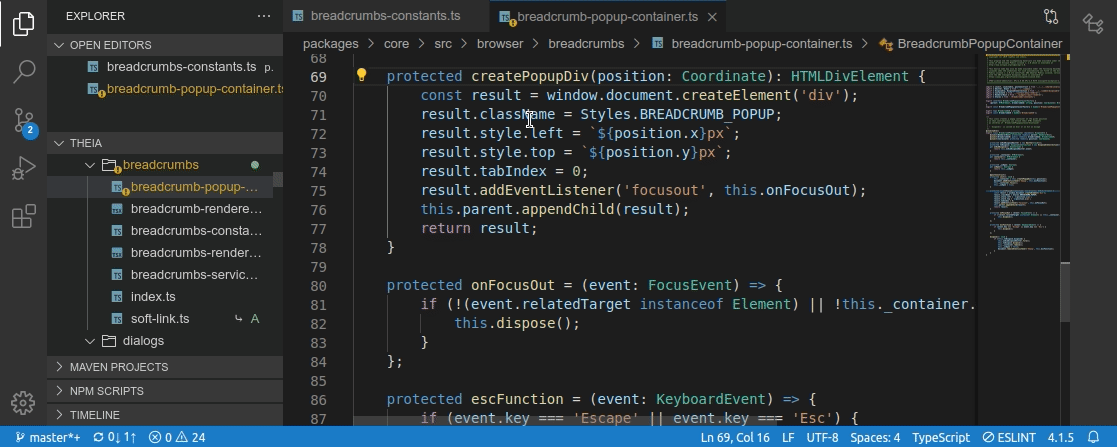 EXPLORER
OPEN EDITORS
breadcrumbs-constants.ts p.
breadcrumb-popup-container.ts
THEIA
breadcrumbs
breadcrumb-popup-...
breadcrumb-rendere...
breadcrumbs-consta...
breadcrumbs-render...
breadcrumbs-servic...
index.ts
soft-link.ts A
dialogs
MAVEN PROJECTS
NPM SCRIPTS
TIMELINE
2
breadcrumbs-constants.ts
breadcrumb-popup-container.ts
packages > core > src > browser > breadcrumbs > breadcrumb-popup-container.ts > BreadcrumbPopupContainer
68
69 protected createPopupDiv(position: Coordinate): HTMLDivElement {
70 const result = window.document.createElement('div');
71 result.className = Styles.BREADCRUMB_POPUP;
72 result.style.left = `${position.x}px`;
73 result.style.top = `${position.y}px`;
74 result.tabIndex = 0;
75 result.addEventListener('focusout', this.onFocusOut);
76 this.parent.appendChild(result);
77 return result;
78 }
79
80 protected onFocusOut = (event: FocusEvent) => {
81 if (!(event.relatedTarget instanceof Element) || !this._container.
82 this.dispose();
83 }
84 };
85
86 protected escFunction = (event: KeyboardEvent) => {
87 if (event.key === 'Escape' || event.key === 'Esc') {
master*+ 0↓ 1↑ 0 24 Ln 69, Col 16 LF UTF-8 Spaces: 4 TypeScript ESLINT 4.1.5